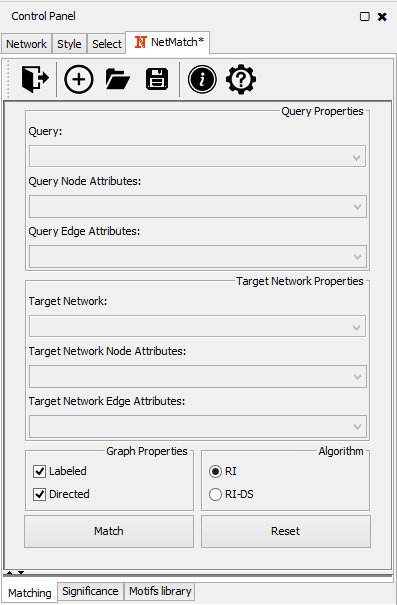 Control Panel
Network Style Select NetMatch*
Query Properties
Query:
Query Node Attributes:
Query Edge Attributes:
Target Network Properties
Target Network:
Target Network Node Attributes:
Target Network Edge Attributes:
Graph Properties Algorithm
Labeled RI
Directed RI-DS
Match Reset
Matching Significance Motifs library